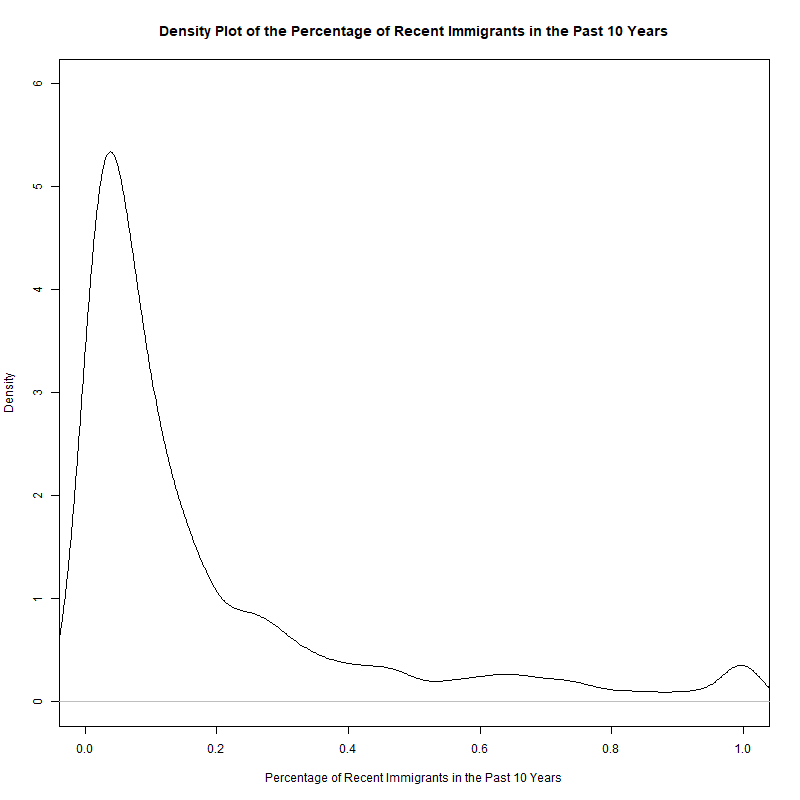 Density Plot of the Percentage of Recent Immigrants in the Past 10 Years
6
5
4
3
2
1
0
Density
0.0 0.2 0.4 0.6 0.8 1.0
Percentage of Recent Immigrants in the Past 10 Years